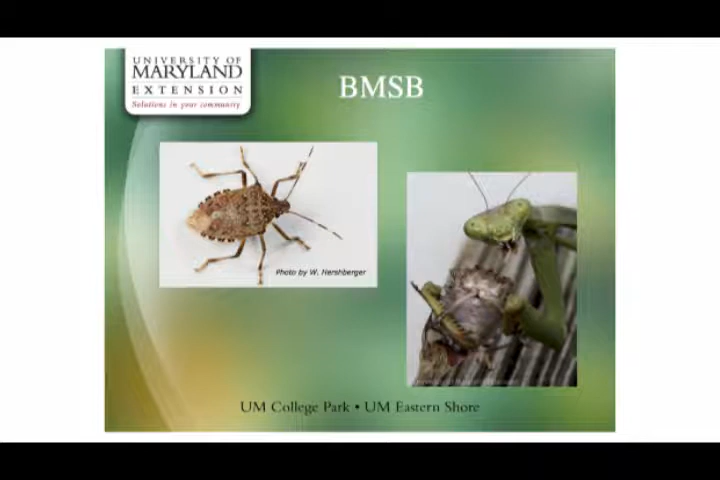 UNIVERSITY OF
MARYLAND
EXTENSION
Solutions in your community
BMSB
Photo by W. Hershberger
UM College Park • UM Eastern Shore